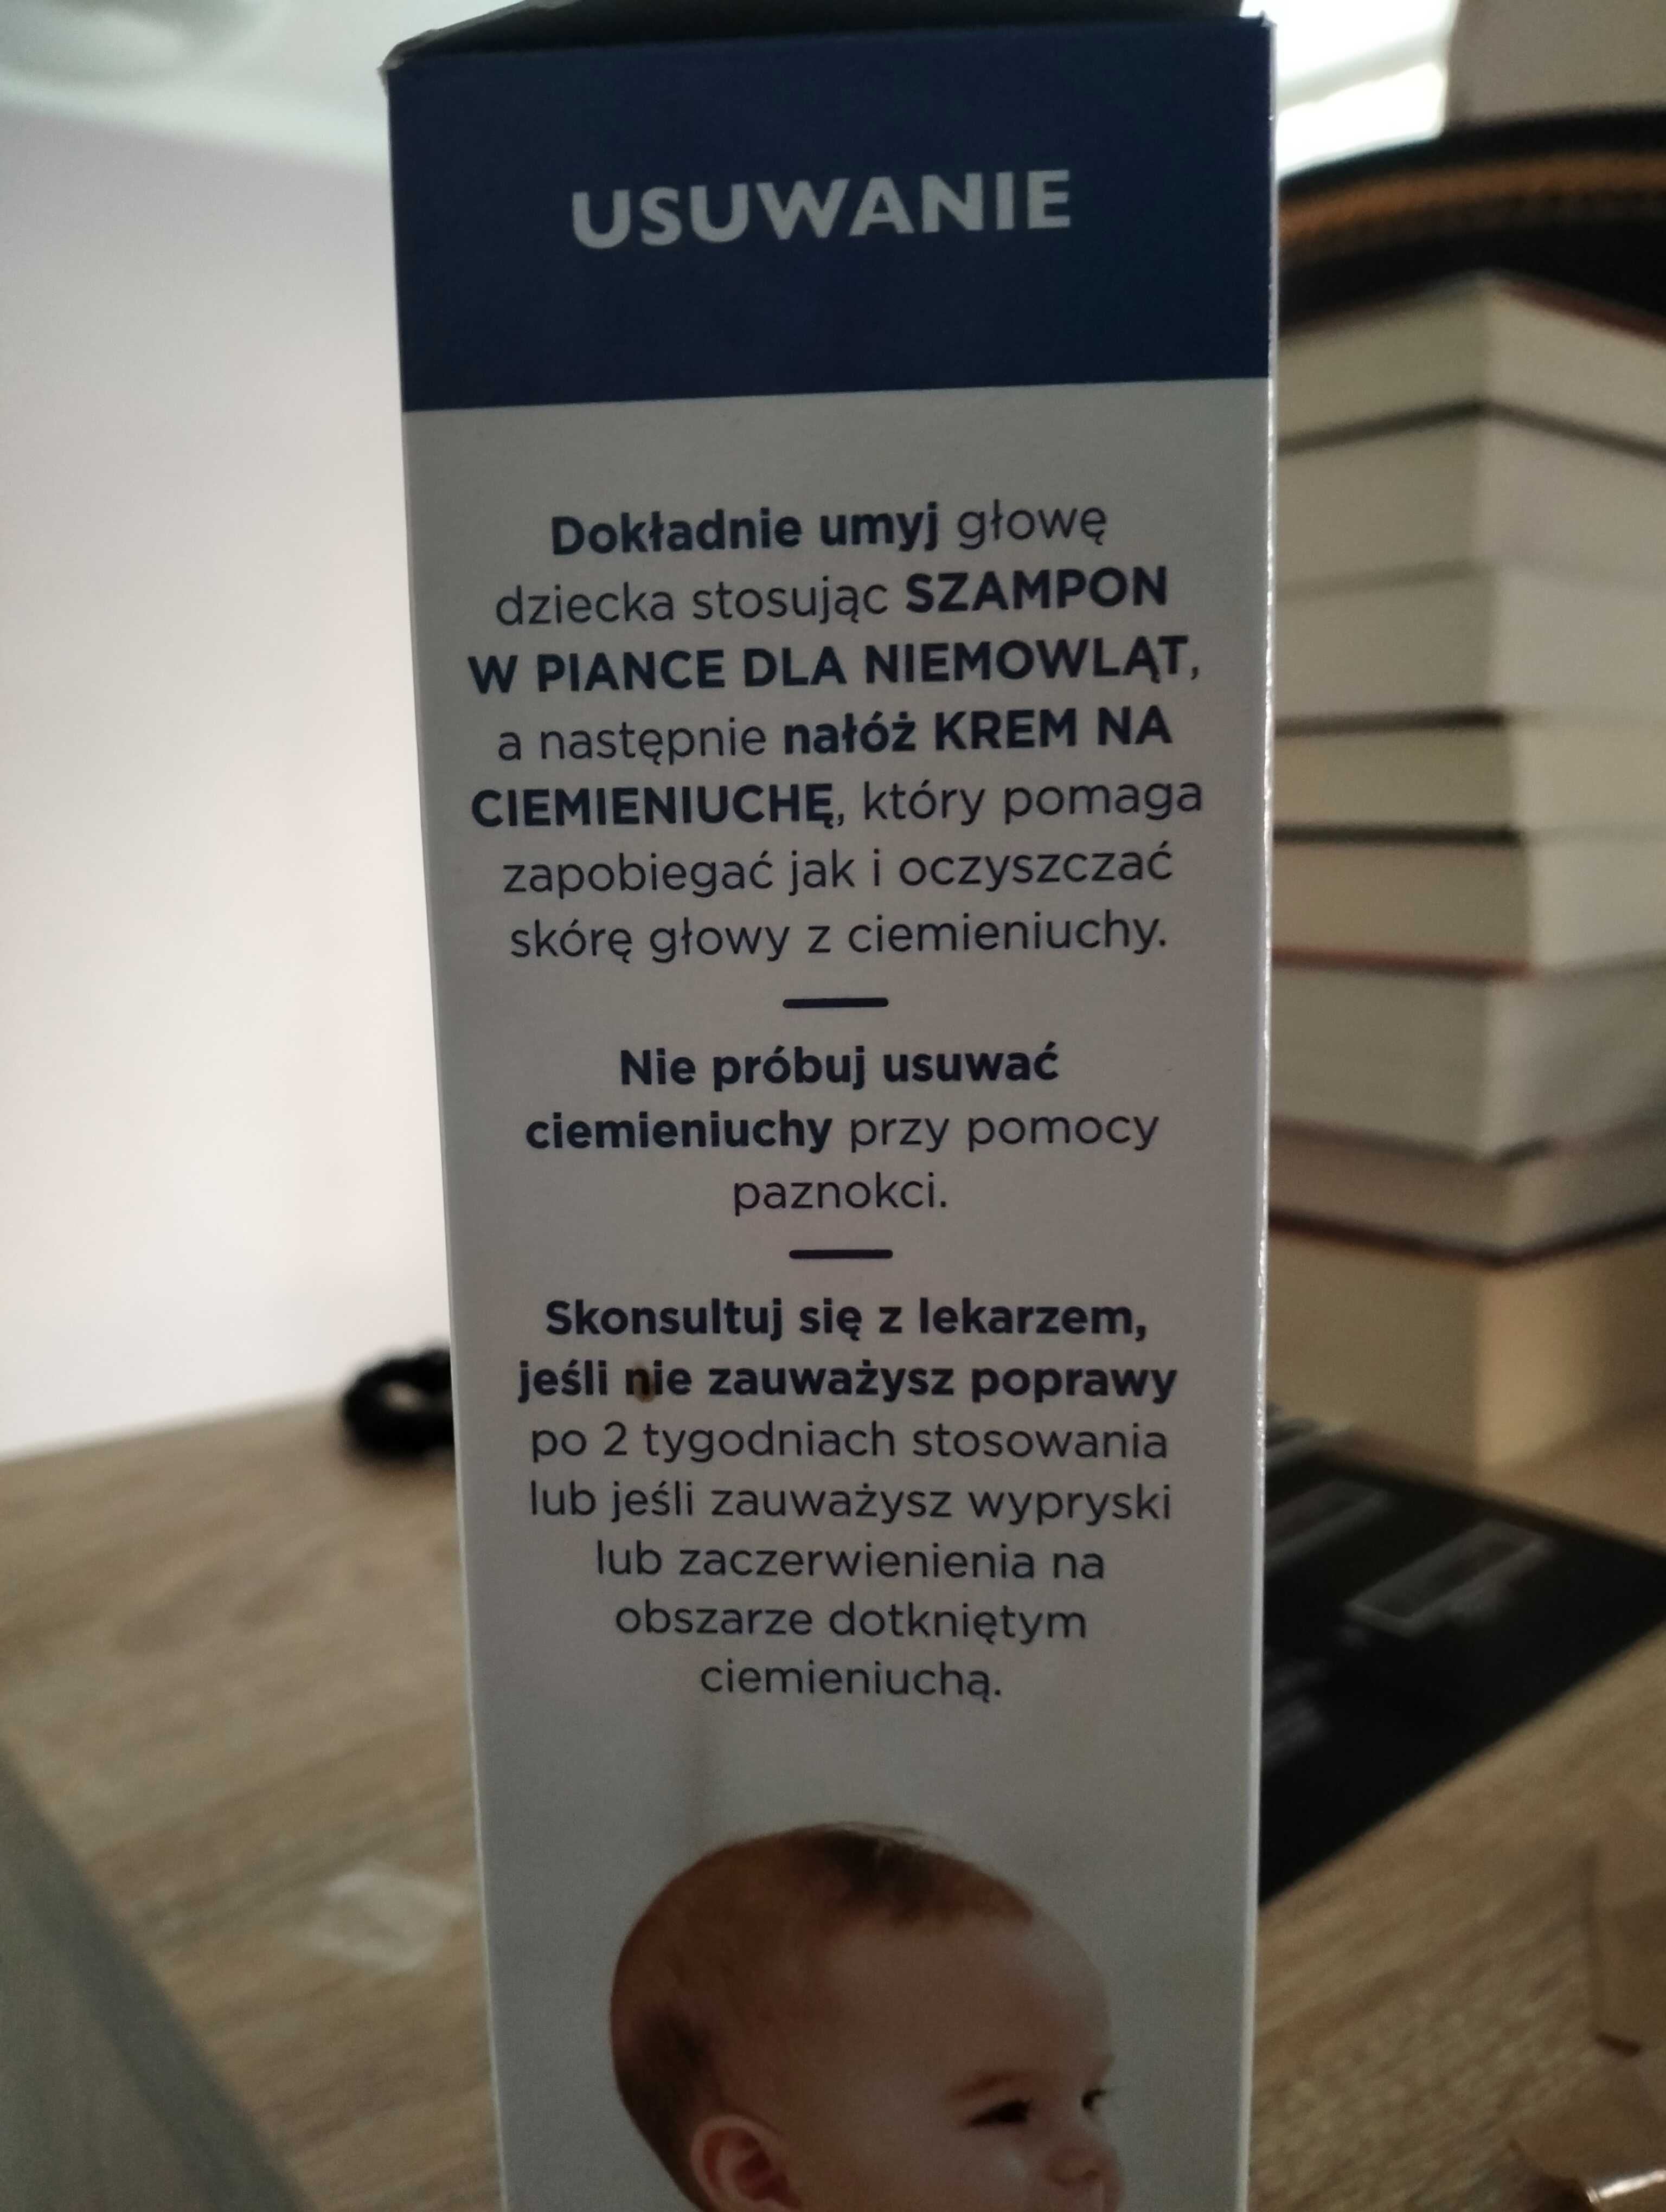 USUWANIE
Dokładnie umyj głowę
dziecka stosując SZAMPON
W PIANCE DLA NIEMOWLĄT,
a następnie nałóż KREM NA
CIEMIENIUCHĘ, który pomaga
zapobiegać jak i oczyszczać
skórę głowy z ciemieniuchy.
Nie próbuj usuwać
ciemieniuchy przy pomocy
paznokci.
Skonsultuj się z lekarzem,
jeśli nie zauważysz poprawy
po 2 tygodniach stosowania
lub jeśli zauważysz wypryski
lub zaczerwienienia na
obszarze dotkniętym
ciemieniuchą.